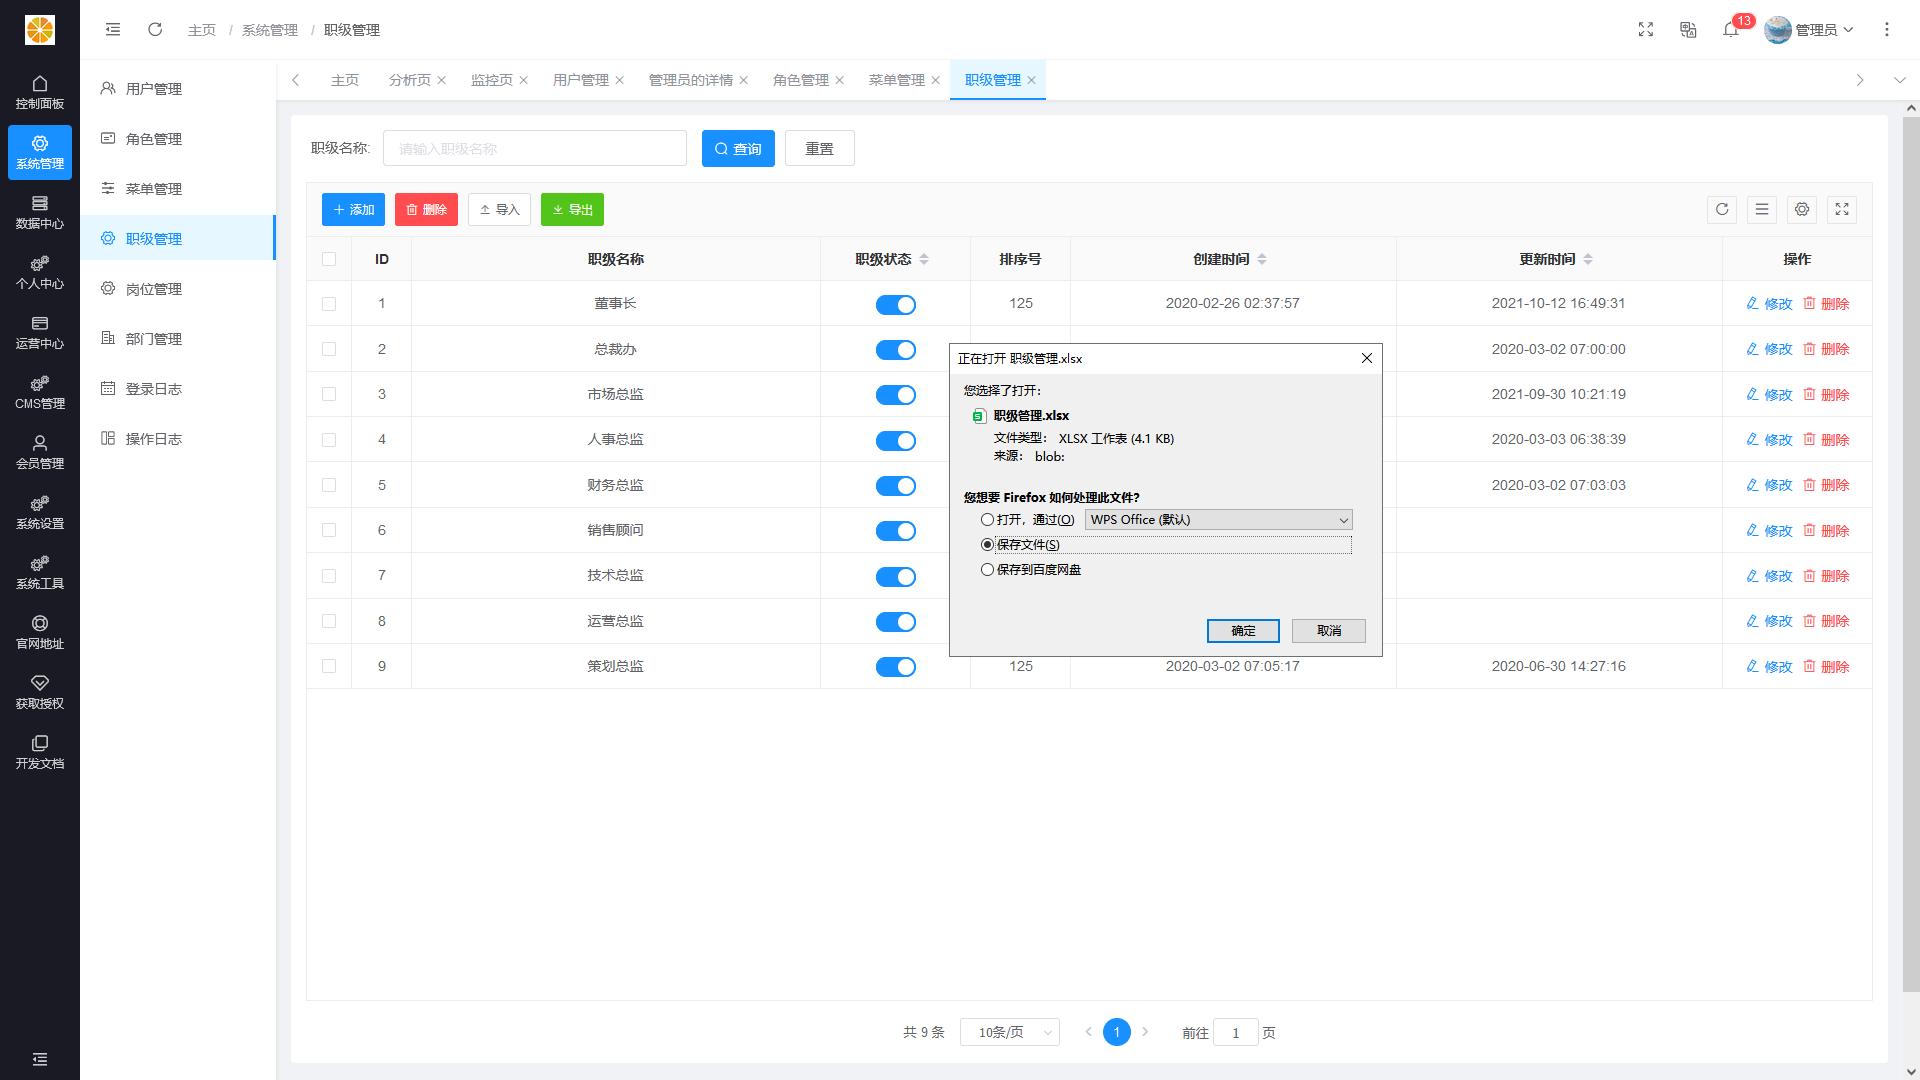 主页 / 系统管理 / 职级管理
13
管理员
控制面板
系统管理
数据中心
个人中心
运营中心
CMS管理
会员管理
系统设置
系统工具
官网地址
获取授权
开发文档
用户管理
角色管理
菜单管理
职级管理
岗位管理
部门管理
登录日志
操作日志
主页 分析页 监控页 用户管理 管理员的详情 角色管理 菜单管理 职级管理
职级名称: 请输入职级名称 查询 重置
添加 删除 导入 导出
ID 职级名称 职级状态 排序号 创建时间 更新时间 操作
1 董事长 125 2020-02-26 02:37:57 2021-10-12 16:49:31 修改 删除
2 总裁办 2020-03-02 07:00:00 修改 删除
3 市场总监 2021-09-30 10:21:19 修改 删除
4 人事总监 2020-03-03 06:38:39 修改 删除
5 财务总监 2020-03-02 07:03:03 修改 删除
6 销售顾问 修改 删除
7 技术总监 修改 删除
8 运营总监 修改 删除
9 策划总监 125 2020-03-02 07:05:17 2020-06-30 14:27:16 修改 删除
正在打开 职级管理.xlsx
您选择了打开:
职级管理.xlsx
文件类型: XLSX 工作表 (4.1 KB)
来源: blob:
您想要 Firefox 如何处理此文件?
打开，通过(O) WPS Office (默认)
保存文件(S)
保存到百度网盘
确定 取消
共 9 条 10条/页 1 前往 1 页